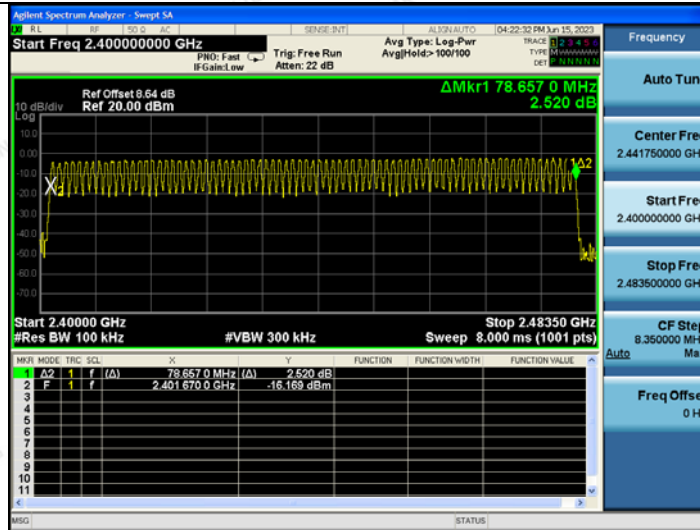 Agilent Spectrum Analyzer - Swept SA
RL RF 50 Ω AC SENSE:INT ALIGN AUTO 04:22:32 PM Jun 15, 2023
Start Freq 2.400000000 GHz
PNO: Fast
IFGain:Low
Trig: Free Run
Atten: 22 dB
Avg Type: Log-Pwr
Avg|Hold:> 100/100
TRACE 1 2 3 4 5 6
TYPE M
DET P N N N N N
ΔMkr1 78.657 0 MHz
2.520 dB
Ref Offset 8.64 dB
Ref 20.00 dBm
10 dB/div
Log
10.0
0.00
-10.0
-20.0
-30.0
-40.0
-50.0
-60.0
-70.0
2
1Δ2
Start 2.40000 GHz
#Res BW 100 kHz
#VBW 300 kHz
Stop 2.48350 GHz
Sweep 8.000 ms (1001 pts)
MKR MODE TRC SCL X Y FUNCTION FUNCTION WIDTH FUNCTION VALUE
1 Δ2 1 f (Δ) 78.657 0 MHz (Δ) 2.520 dB
2 F 1 f 2.401 670 0 GHz -16.169 dBm
3
4
5
6
7
8
9
10
11
MSG
STATUS
Frequency
Auto Tun
Center Fre
2.441750000 GH
Start Fre
2.400000000 GH
Stop Fre
2.483500000 GH
CF Ste
8.350000 MH
Auto Ma
Freq Offse
0 H